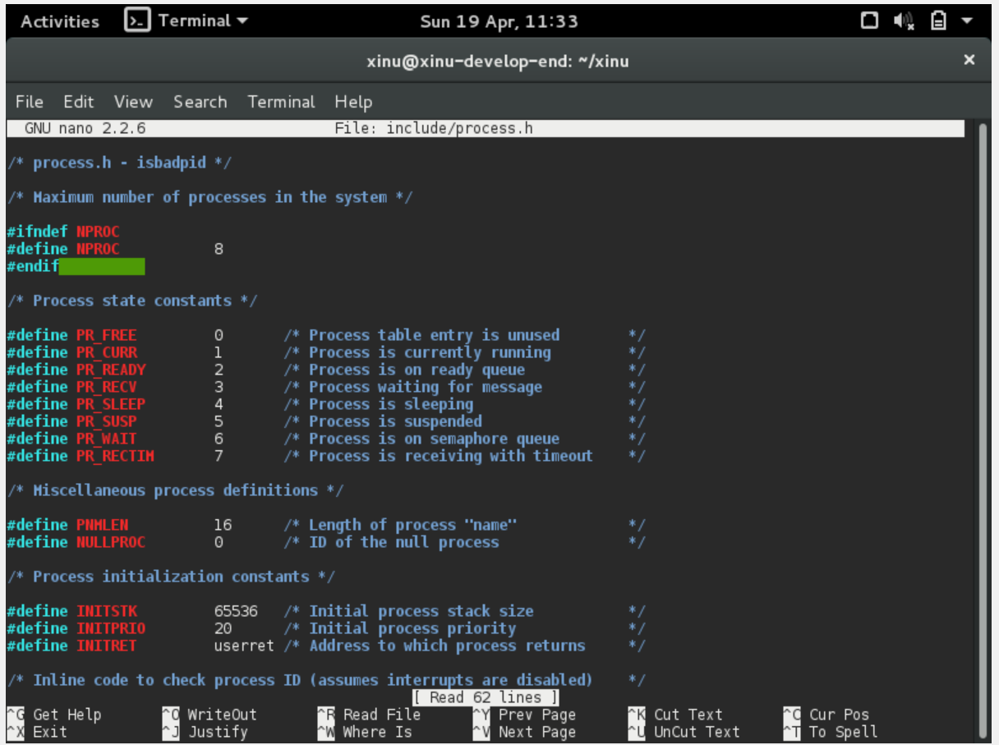 Activities Terminal Sun 19 Apr, 11:33
xinu@xinu-develop-end: ~/xinu ×
File Edit View Search Terminal Help
GNU nano 2.2.6 File: include/process.h
/* process.h - isbadpid */
/* Maximum number of processes in the system */
#ifndef NPROC
#define NPROC 8
#endif
/* Process state constants */
#define PR_FREE 0 /* Process table entry is unused */
#define PR_CURR 1 /* Process is currently running */
#define PR_READY 2 /* Process is on ready queue */
#define PR_RECV 3 /* Process waiting for message */
#define PR_SLEEP 4 /* Process is sleeping */
#define PR_SUSP 5 /* Process is suspended */
#define PR_WAIT 6 /* Process is on semaphore queue */
#define PR_RECTIM 7 /* Process is receiving with timeout */
/* Miscellaneous process definitions */
#define PNMLEN 16 /* Length of process "name" */
#define NULLPROC 0 /* ID of the null process */
/* Process initialization constants */
#define INITSTK 65536 /* Initial process stack size */
#define INITPRIO 20 /* Initial process priority */
#define INITRET userret /* Address to which process returns */
/* Inline code to check process ID (assumes interrupts are disabled) */
[ Read 62 lines ]
^G Get Help ^O WriteOut ^R Read File ^Y Prev Page ^K Cut Text ^C Cur Pos
^X Exit ^J Justify ^W Where Is ^V Next Page ^U UnCut Text ^T To Spell